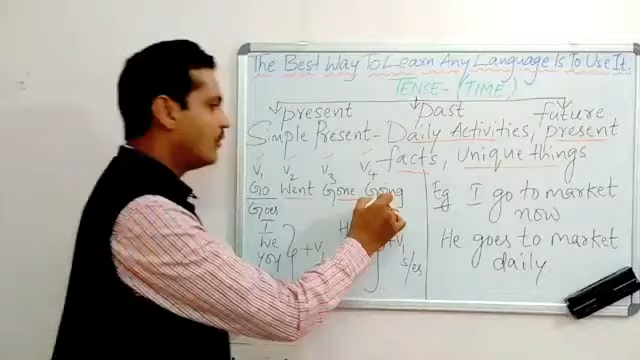 The Best Way To Learn Any Language Is To Use It.
TENSE- (TIME)
present past future
Simple Present- Daily Activities, present
facts, Unique things
V1 V2 V3 V4
Go Went Gone Going
Goes
I
We
you
+ V
+V1
s/es
Eg I go to market
now
He goes to market
daily